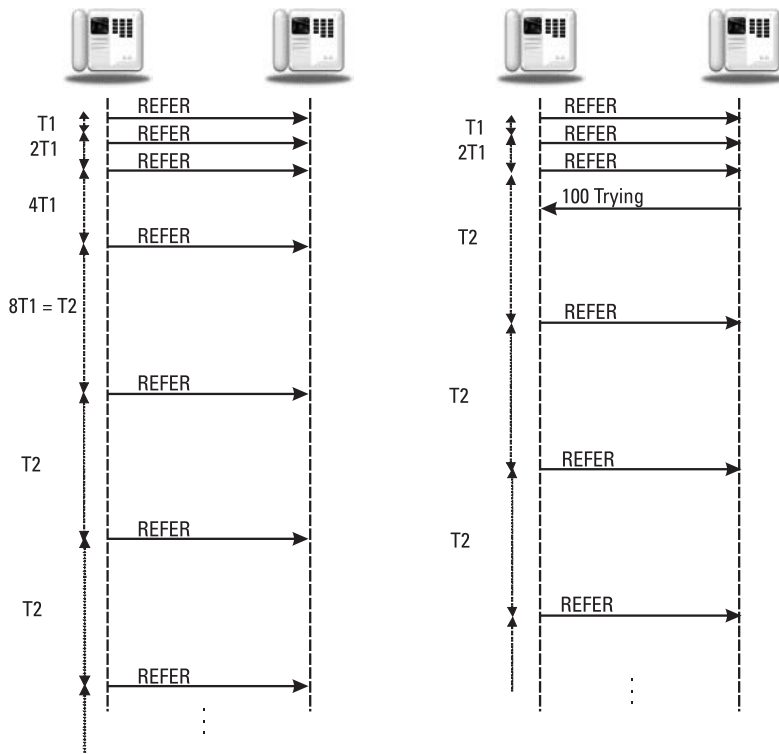 REFER
T1
REFER
2T1
REFER
4T1
REFER
8T1 = T2
REFER
T2
REFER
T2
REFER
REFER
T1
REFER
2T1
REFER
100 Trying
T2
REFER
T2
REFER
T2
REFER